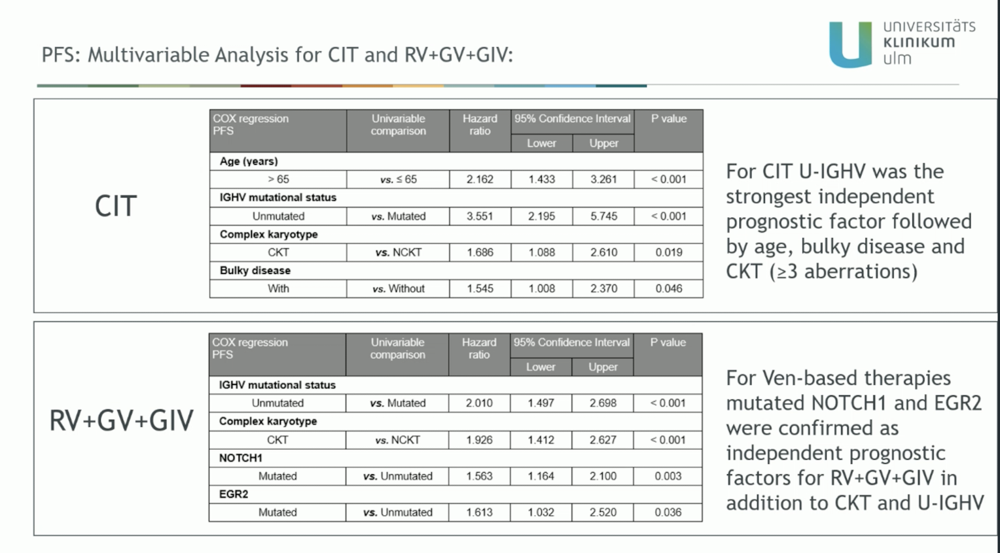 PFS: Multivariable Analysis for CIT and RV+GV+GIV:
UNIVERSITÄTS
KLINIKUM
ulm
CIT
COX regression PFS Univariable comparison Hazard ratio 95% Confidence Interval P value
Lower Upper
Age (years)
> 65 vs. ≤ 65 2.162 1.433 3.261 < 0.001
IGHV mutational status
Unmutated vs. Mutated 3.551 2.195 5.745 < 0.001
Complex karyotype
CKT vs. NCKT 1.686 1.088 2.610 0.019
Bulky disease
With vs. Without 1.545 1.008 2.370 0.046
For CIT U-IGHV was the
strongest independent
prognostic factor followed
by age, bulky disease and
CKT (≥3 aberrations)
RV+GV+GIV
COX regression PFS Univariable comparison Hazard ratio 95% Confidence Interval P value
Lower Upper
IGHV mutational status
Unmutated vs. Mutated 2.010 1.497 2.698 < 0.001
Complex karyotype
CKT vs. NCKT 1.926 1.412 2.627 < 0.001
NOTCH1
Mutated vs. Unmutated 1.563 1.164 2.100 0.003
EGR2
Mutated vs. Unmutated 1.613 1.032 2.520 0.036
For Ven-based therapies
mutated NOTCH1 and EGR2
were confirmed as
independent prognostic
factors for RV+GV+GIV in
addition to CKT and U-IGHV